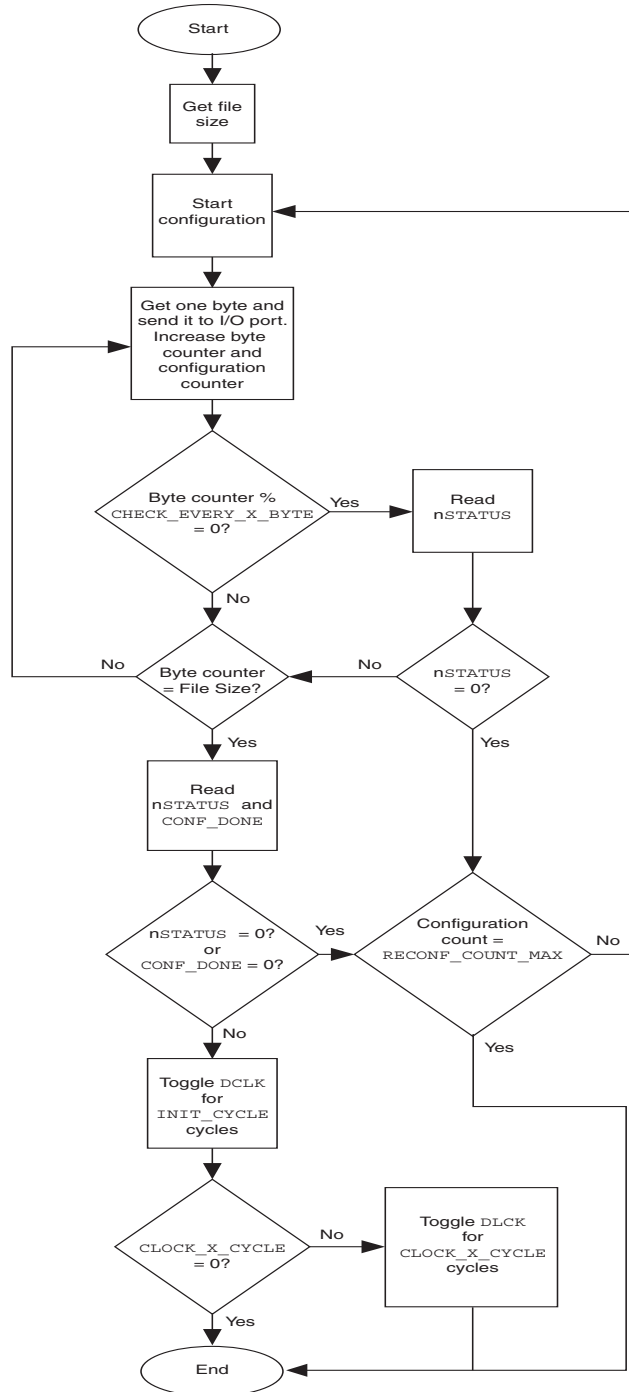 Start
Get file
size
Start
configuration
Get one byte and
send it to I/O port.
Increase byte
counter and
configuration
counter
Byte counter %
CHECK_EVERY_X_BYTE
= 0?
Yes
Read
nSTATUS
No
No
Byte counter
= File Size?
No
nSTATUS
= 0?
Yes
Yes
Read
nSTATUS and
CONF_DONE
nSTATUS = 0?
or
CONF_DONE = 0?
Yes
Configuration
count =
RECONF_COUNT_MAX
No
No
Yes
Toggle DCLK
for
INIT_CYCLE
cycles
CLOCK_X_CYCLE
= 0?
No
Toggle DLCK
for
CLOCK_X_CYCLE
cycles
Yes
End